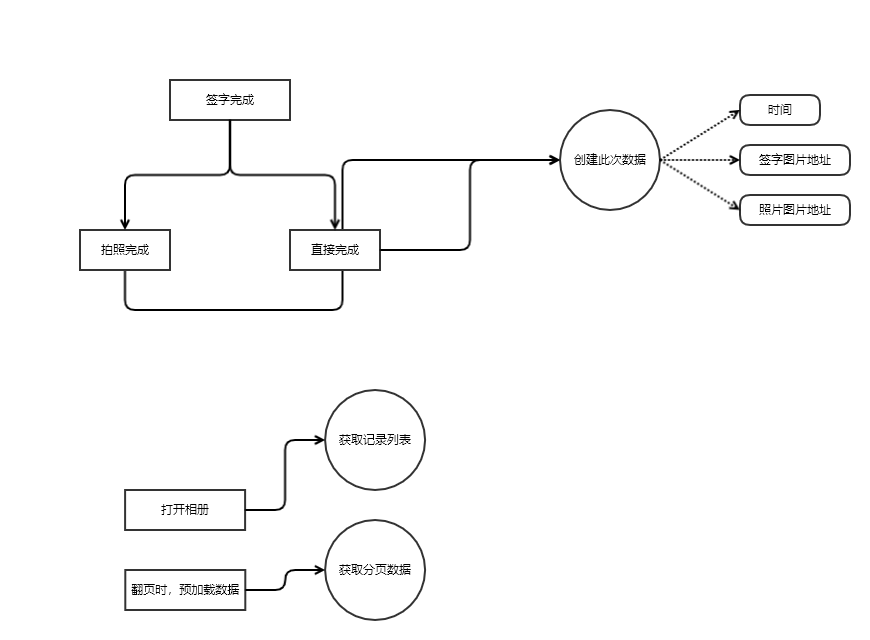 签字完成
拍照完成
直接完成
创建此次数据
时间
签字图片地址
照片图片地址
获取记录列表
打开相册
获取分页数据
翻页时，预加载数据